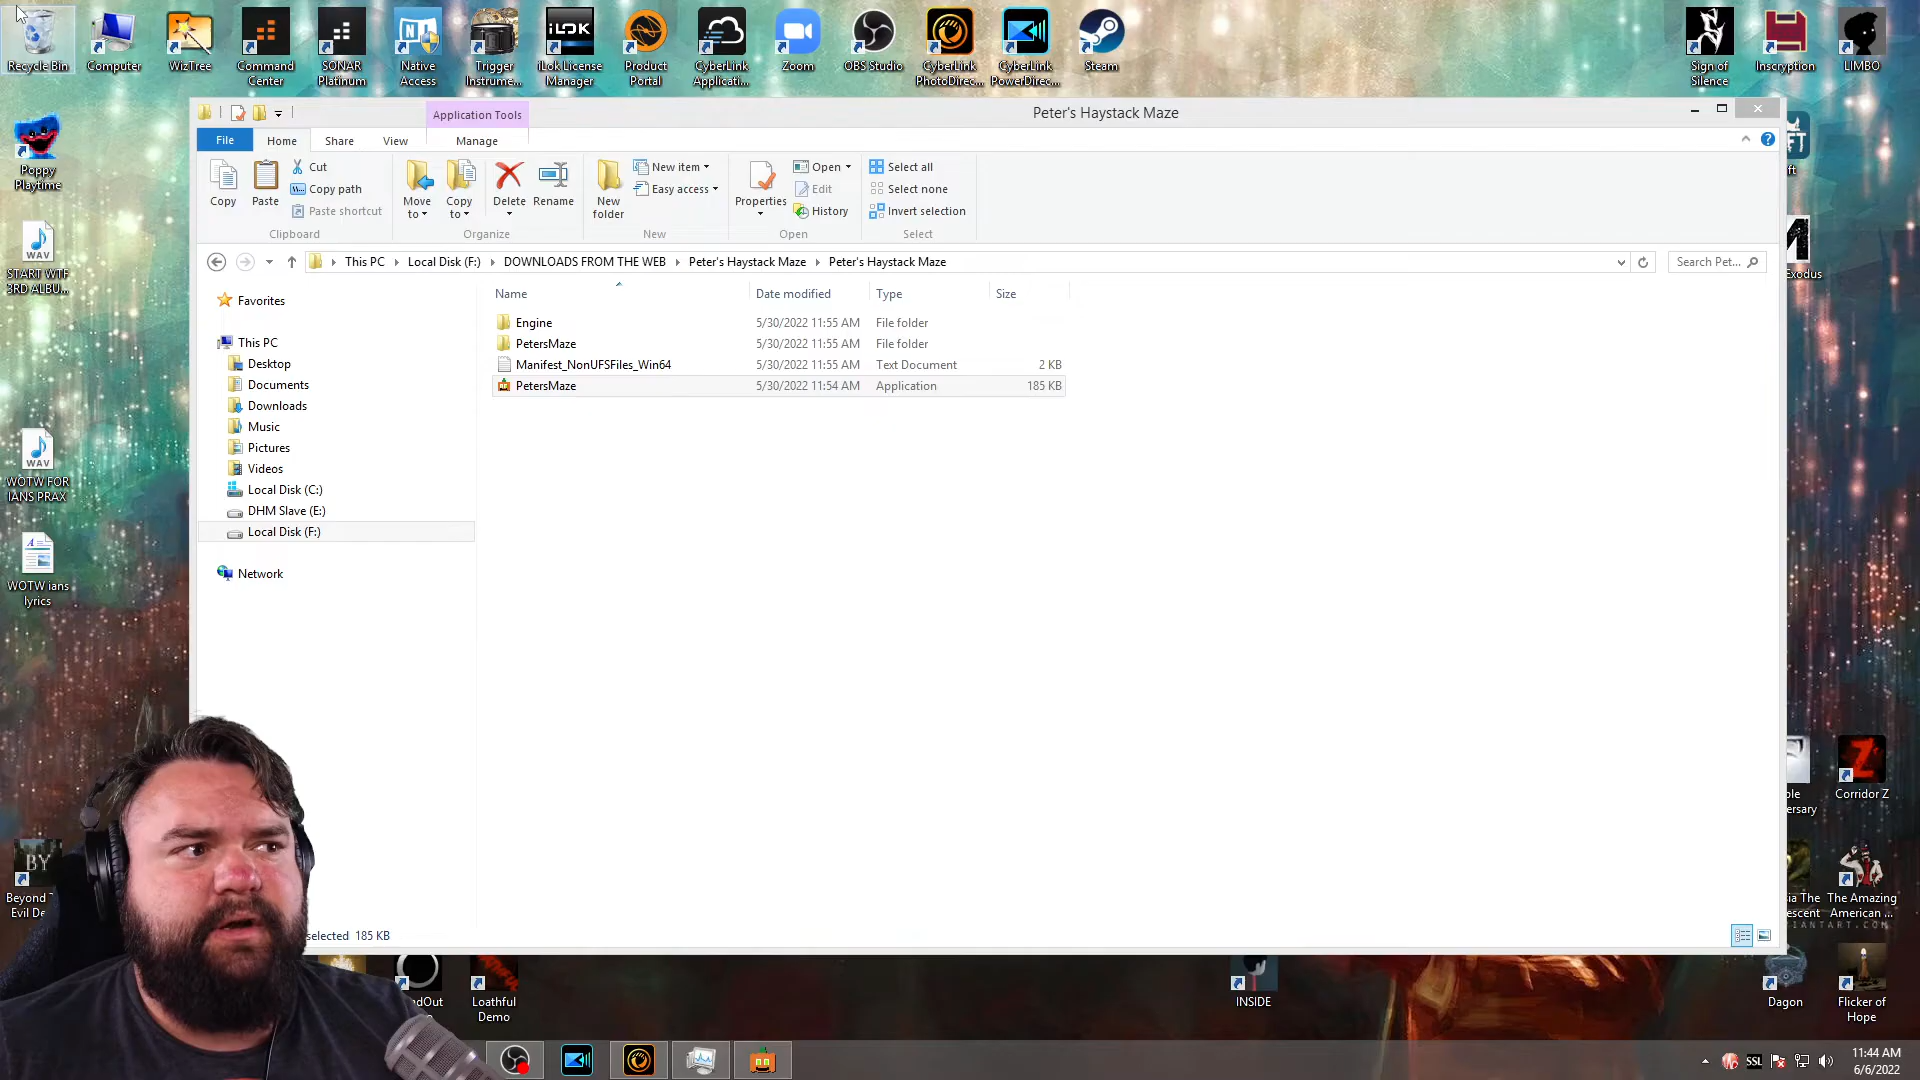 Recycle Bin
Computer
WizTree
Command
Center
SONAR
Platinum
Native
Access
Trigger
Instrume...
iLok License
Manager
Product
Portal
CyberLink
Applicati...
Zoom
OBS Studio
CyberLink
PhotoDirec...
CyberLink
PowerDirec...
Steam
Sign of
Silence
Inscryption
LIMBO
Application Tools
Peter's Haystack Maze
File
Home
Share
View
Manage
Copy
Paste
Cut
Copy path
Paste shortcut
Clipboard
Move
to
Copy
to
Delete
Rename
Organize
New
folder
New item
Easy access
New
Properties
Open
Edit
History
Open
Select all
Select none
Invert selection
Select
This PC
Local Disk (F:)
DOWNLOADS FROM THE WEB
Peter's Haystack Maze
Peter's Haystack Maze
Search Pet...
Name
Date modified
Type
Size
Engine 5/30/2022 11:55 AM File folder
PetersMaze 5/30/2022 11:55 AM File folder
Manifest_NonUFSFiles_Win64 5/30/2022 11:55 AM Text Document 2 KB
PetersMaze 5/30/2022 11:54 AM Application 185 KB
Favorites
This PC
Desktop
Documents
Downloads
Music
Pictures
Videos
Local Disk (C:)
DHM Slave (E:)
Local Disk (F:)
Network
selected 185 KB
Poppy
Playtime
WAV
START WTF
3RD ALBU...
WAV
WOTW FOR
IANS PRAX
WOTW ians
lyrics
BY
Beyond
Evil De
Exodus
Corridor Z
The Amazing
American ...
Loathful
Demo
INSIDE
Dagon
Flicker of
Hope
SSL
11:44 AM
6/6/2022